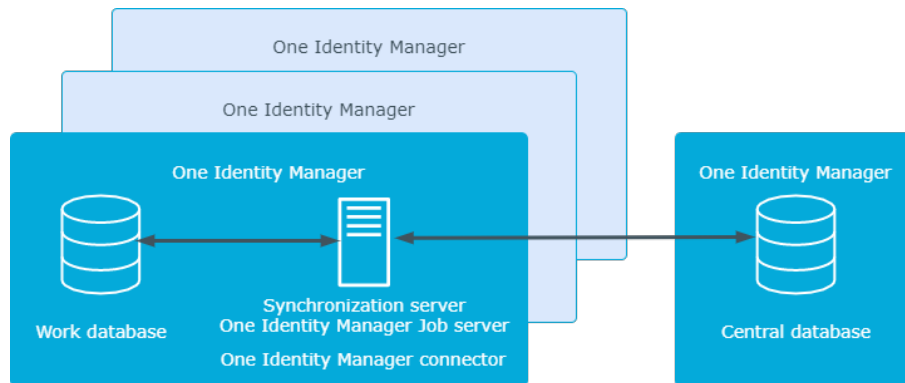 One Identity Manager
One Identity Manager
One Identity Manager
One Identity Manager
Synchronization server
One Identity Manager Job server
Work database
Central database
One Identity Manager connector